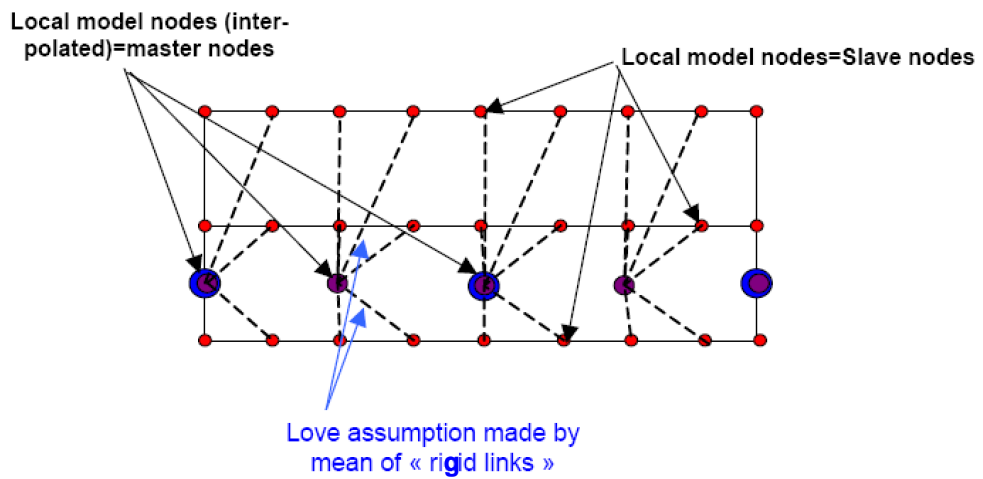 Local model nodes (inter-
polated)=master nodes
Local model nodes=Slave nodes
Love assumption made by
mean of « rigid links »